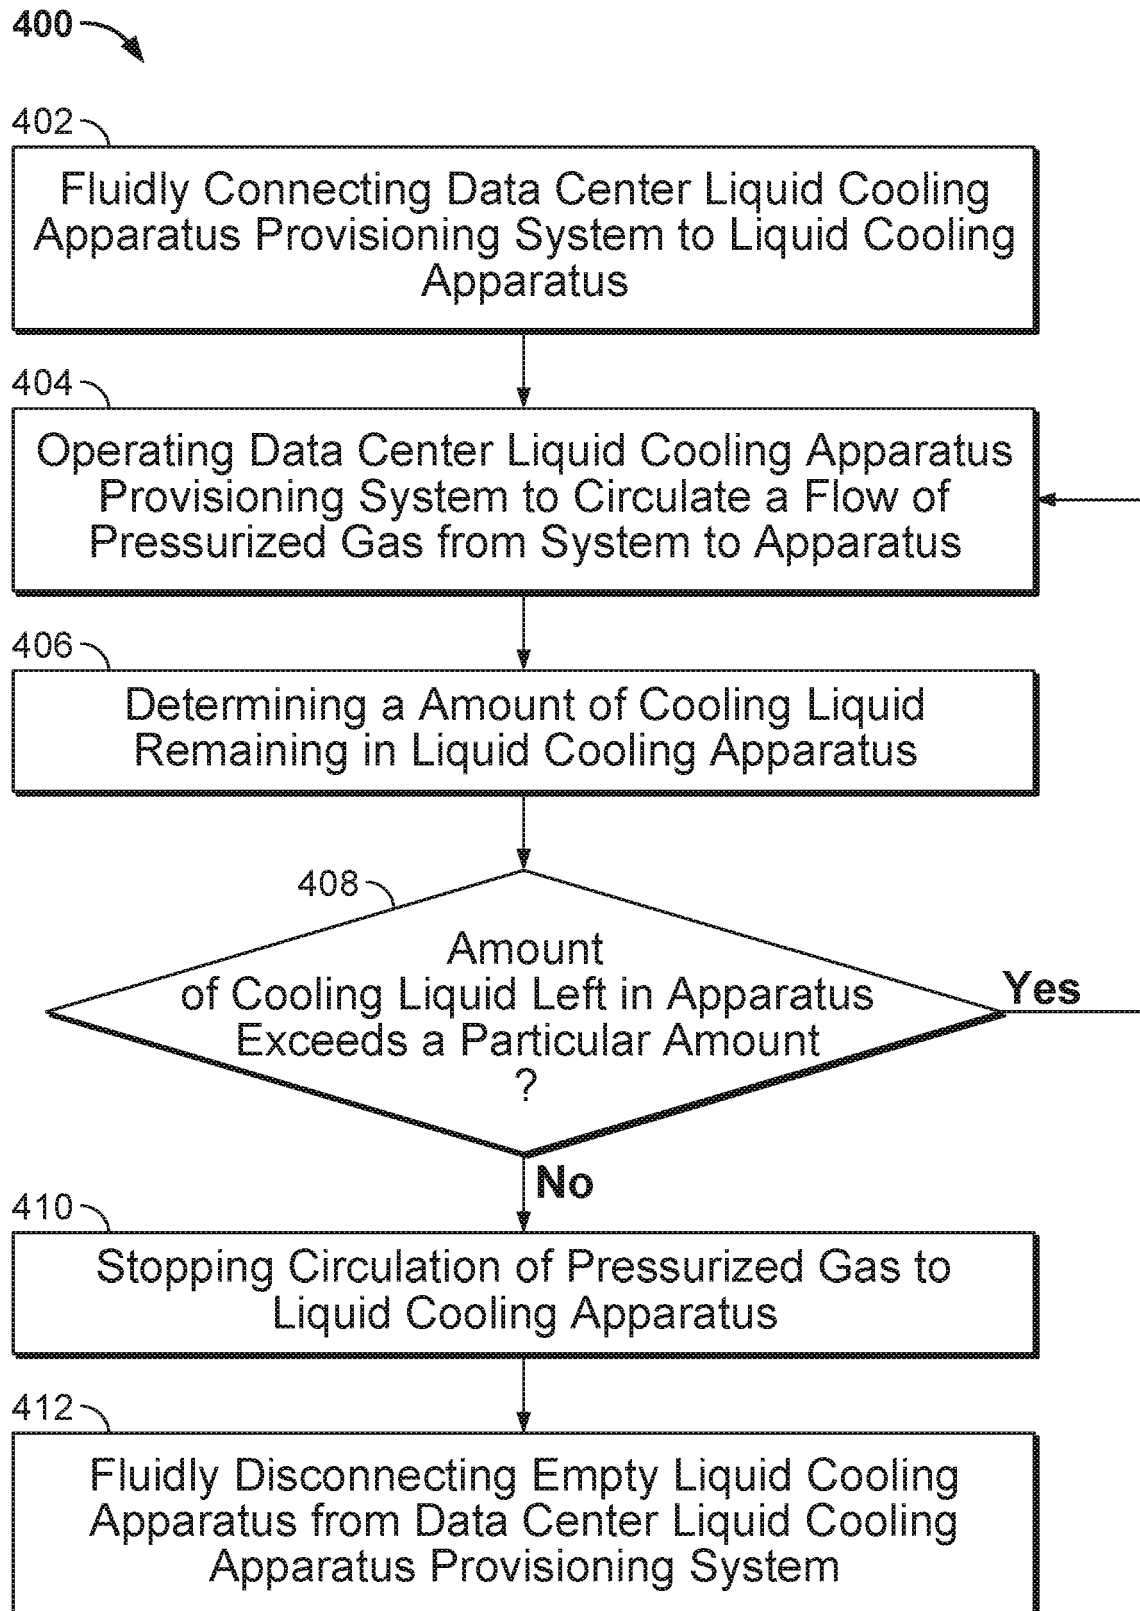 400
402
Fluidly Connecting Data Center Liquid Cooling
Apparatus Provisioning System to Liquid Cooling
Apparatus
404
Operating Data Center Liquid Cooling Apparatus
Provisioning System to Circulate a Flow of
Pressurized Gas from System to Apparatus
406
Determining a Amount of Cooling Liquid
Remaining in Liquid Cooling Apparatus
408
Amount
of Cooling Liquid Left in Apparatus
Exceeds a Particular Amount
?
Yes
No
410
Stopping Circulation of Pressurized Gas to
Liquid Cooling Apparatus
412
Fluidly Disconnecting Empty Liquid Cooling
Apparatus from Data Center Liquid Cooling
Apparatus Provisioning System